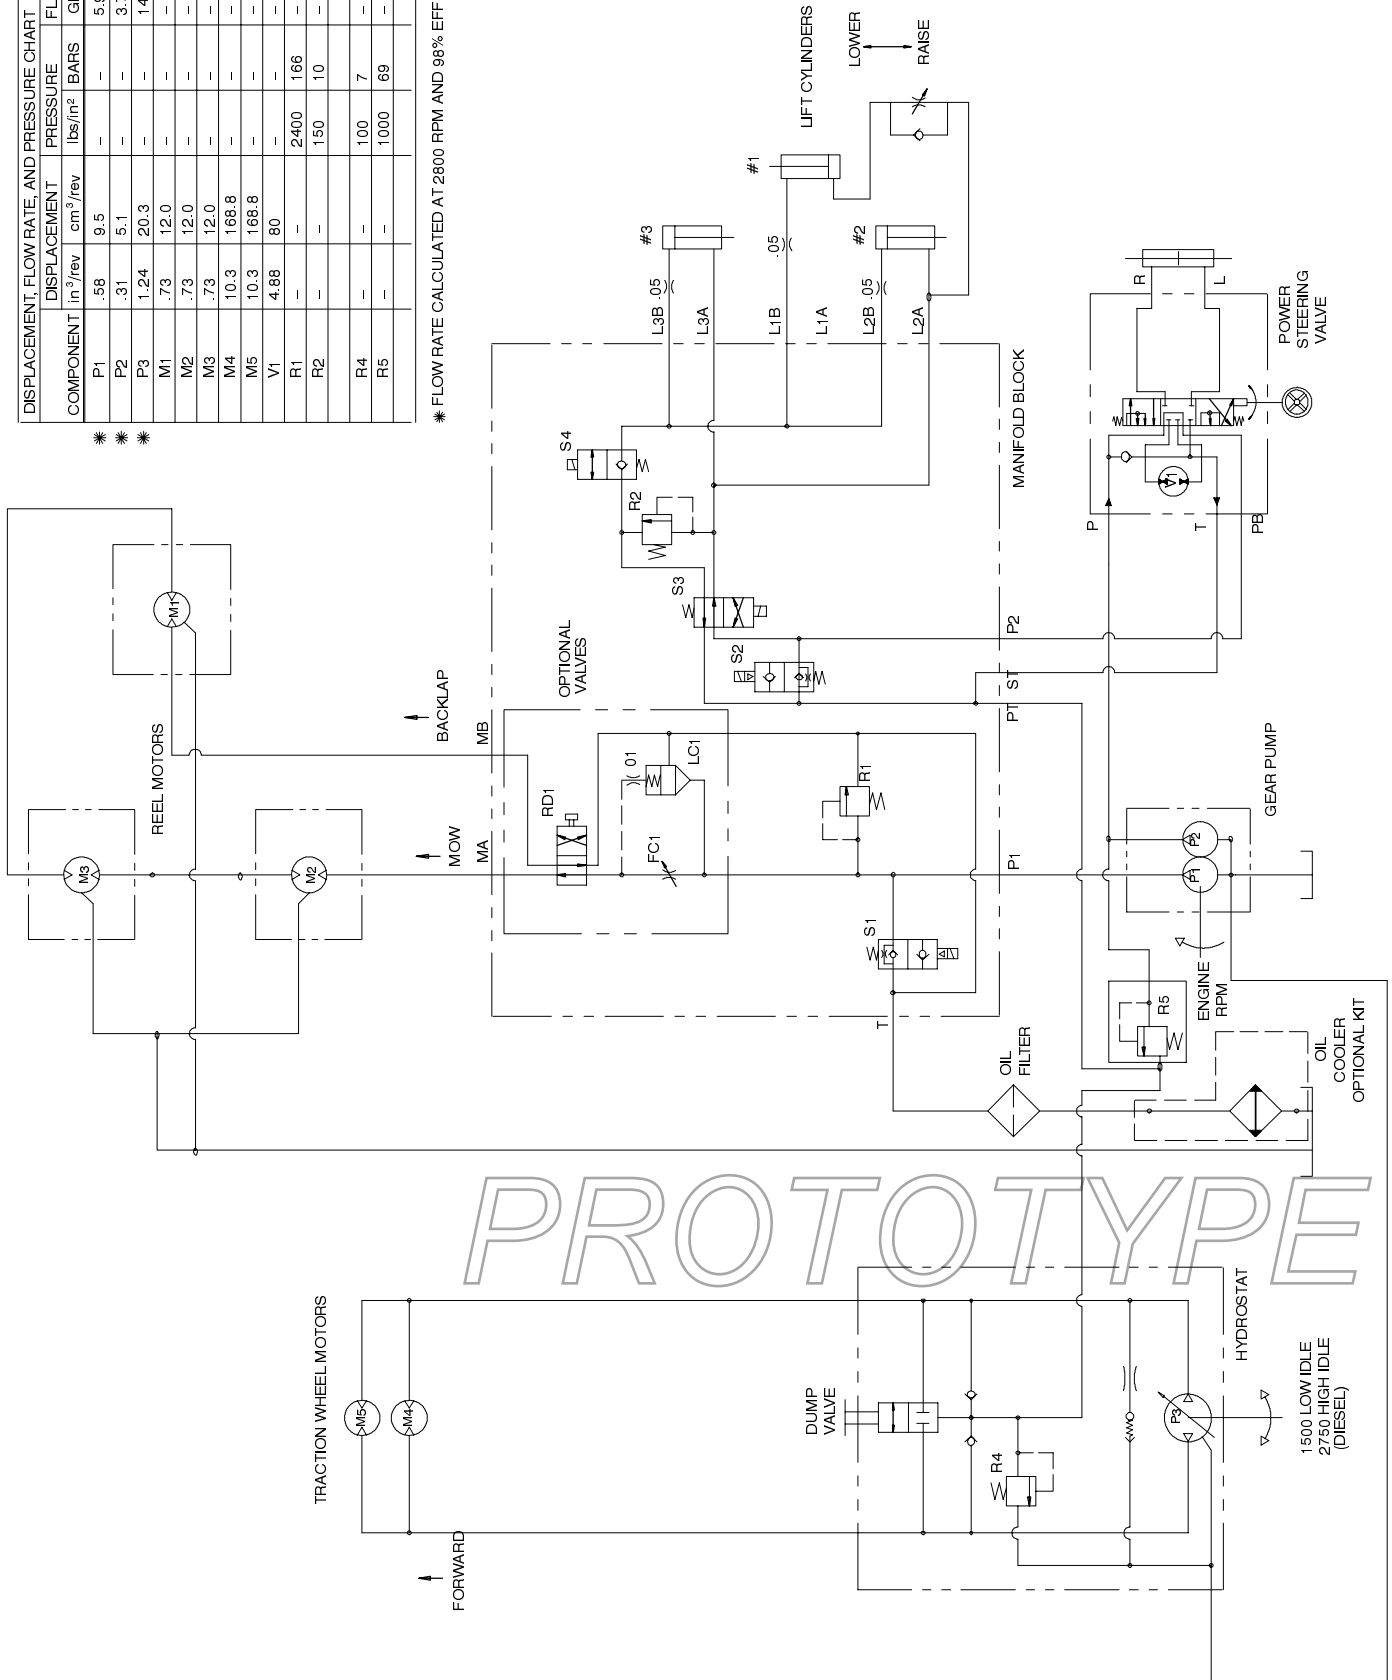 DISPLACEMENT, FLOW RATE, AND PRESSURE CHART
DISPLACEMENT PRESSURE
COMPONENT in³/rev cm³/rev lbs/in² BARS
✳ P1 .58 9.5 – –
✳ P2 .31 5.1 – –
✳ P3 1.24 20.3 – –
M1 .73 12.0 – – –
M2 .73 12.0 – – –
M3 .73 12.0 – – –
M4 10.3 168.8 – – –
M5 10.3 168.8 – – –
V1 4.88 80 – – –
R1 – – 2400 166 –
R2 – – 150 10 –
R4 – – 100 7 –
R5 – – 1000 69 –
✳ FLOW RATE CALCULATED AT 2800 RPM AND 98% EFF
LIFT CYLINDERS
LOWER
RAISE
#1
#2
#3
L3B .05
L3A
L1B
.05
L1A
L2B .05
L2A
MANIFOLD BLOCK
S4
R2
S3
S2
P2
ST
PT
P1
POWER
STEERING
VALVE
R
L
V1
P
T
PB
REEL MOTORS
M1
M3
M2
BACKLAP
MB
MOW
MA
OPTIONAL
VALVES
RD1
.01
LC1
FC1
R1
S1
T
GEAR PUMP
P2
P1
ENGINE
RPM
R5
OIL
FILTER
OIL
COOLER
OPTIONAL KIT
PROTOTYPE
TRACTION WHEEL MOTORS
M5
M4
FORWARD
DUMP
VALVE
R4
P3
HYDROSTAT
1500 LOW IDLE
2750 HIGH IDLE
(DIESEL)